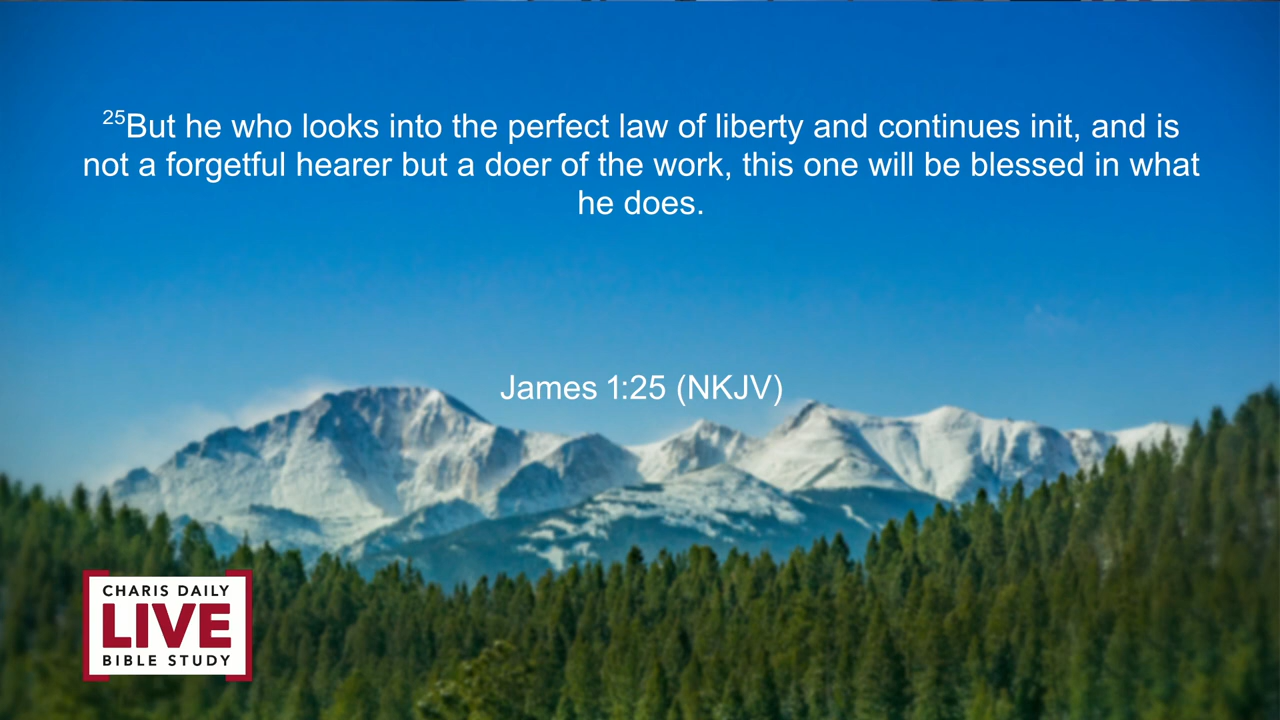 25But he who looks into the perfect law of liberty and continues init, and is
not a forgetful hearer but a doer of the work, this one will be blessed in what
he does.
James 1:25 (NKJV)
CHARIS DAILY
LIVE
BIBLE STUDY